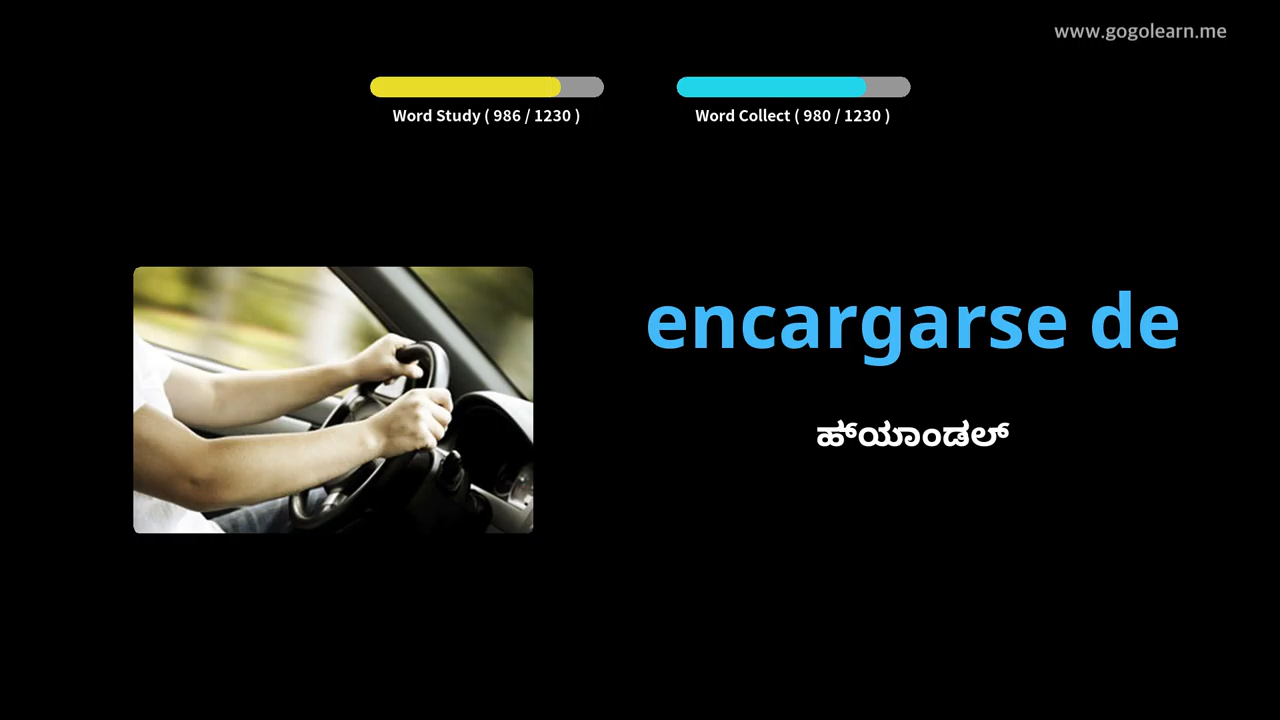 www.gogolearn.me
Word Study ( 986 / 1230 )
Word Collect ( 980 / 1230 )
encargarse de
ಹ್ಯಾಂಡಲ್